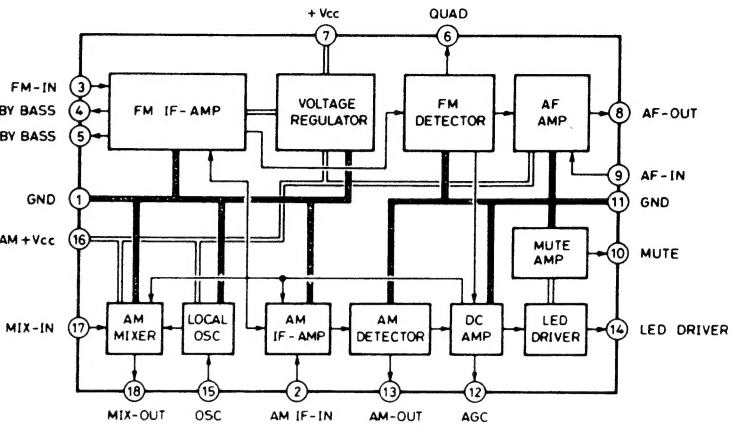 +Vcc
QUAD
7
6
FM-IN
3
FM IF-AMP
VOLTAGE
REGULATOR
FM
DETECTOR
AF
AMP
BY BASS
4
8
AF-OUT
BY BASS
5
9
AF-IN
GND
1
11
GND
AM+Vcc
16
MUTE
AMP
10
MUTE
MIX-IN
17
AM
MIXER
LOCAL
OSC
AM
IF-AMP
AM
DETECTOR
DC
AMP
LED
DRIVER
14
LED DRIVER
18
15
2
13
12
MIX-OUT
OSC
AM IF-IN
AM-OUT
AGC